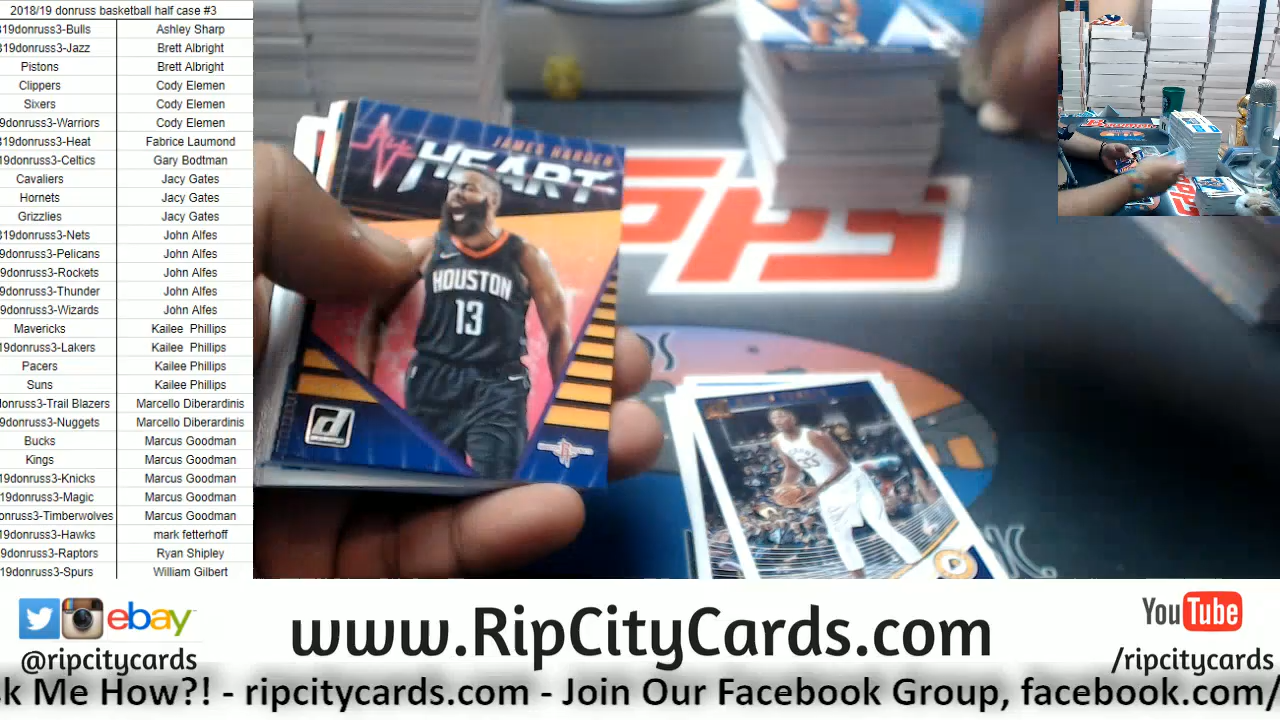 2018/19 donruss basketball half case #3
819donruss3-Bulls Ashley Sharp
819donruss3-Jazz Brett Albright
Pistons Brett Albright
Clippers Cody Elemen
Sixers Cody Elemen
9donruss3-Warriors Cody Elemen
819donruss3-Heat Fabrice Laumond
9donruss3-Celtics Gary Bodtman
Cavaliers Jacy Gates
Hornets Jacy Gates
Grizzlies Jacy Gates
819donruss3-Nets John Alfes
9donruss3-Pelicans John Alfes
9donruss3-Rockets John Alfes
9donruss3-Thunder John Alfes
9donruss3-Wizards John Alfes
Mavericks Kailee Phillips
19donruss3-Lakers Kailee Phillips
Pacers Kailee Phillips
Suns Kailee Phillips
onruss3-Trail Blazers Marcello Diberardinis
9donruss3-Nuggets Marcello Diberardinis
Bucks Marcus Goodman
Kings Marcus Goodman
9donruss3-Knicks Marcus Goodman
19donruss3-Magic Marcus Goodman
onruss3-Timberwolves Marcus Goodman
19donruss3-Hawks mark fetterhoff
9donruss3-Raptors Ryan Shipley
19donruss3-Spurs William Gilbert
JAMES HARDEN
HEART
HOUSTON
13
d
ebay
@ripcitycards
www.RipCityCards.com
YouTube
/ripcitycards
sk Me How?! - ripcitycards.com - Join Our Facebook Group, facebook.com/